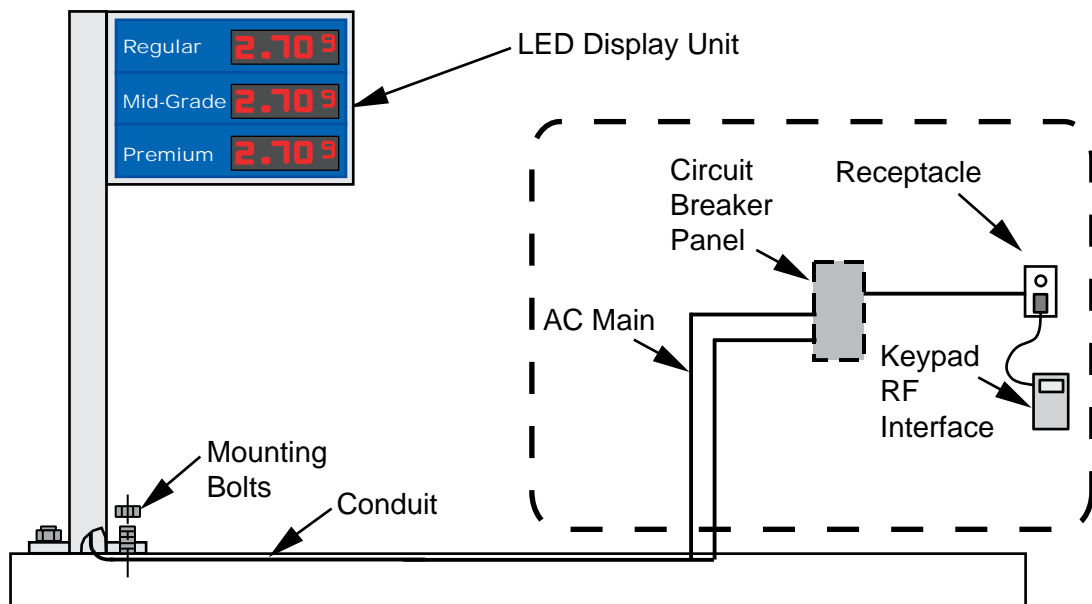 Regular 2.70 9
Mid-Grade 2.70 9
Premium 2.70 9
LED Display Unit
Circuit
Breaker
Panel
Receptacle
AC Main
Keypad
RF
Interface
Mounting
Bolts
Conduit